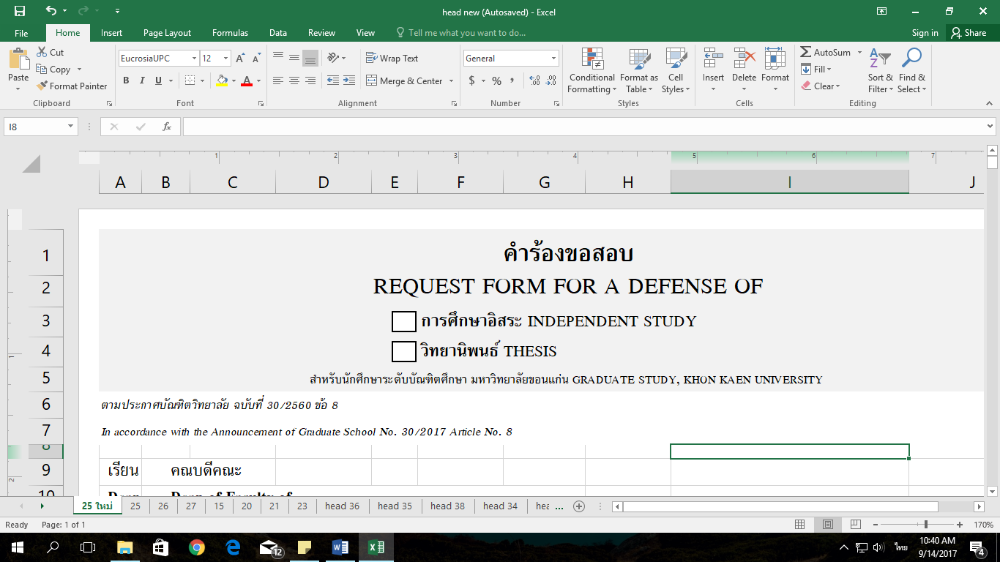 head new (Autosaved) - Excel
File Home Insert Page Layout Formulas Data Review View Tell me what you want to do... Sign in Share
Paste Cut Copy Format Painter Clipboard
EucrosiaUPC 12 A A B I U A Font
Wrap Text Merge & Center Alignment
General $ % , .0 .00 .00 .0 Number
Conditional Formatting Format as Table Cell Styles Styles
Insert Delete Format Cells
AutoSum Fill Clear Sort & Filter Find & Select Editing
I8 fx
1 2 3 4 5 6 7
A B C D E F G H I J
1 คำร้องขอสอบ
2 REQUEST FORM FOR A DEFENSE OF
3 การศึกษาอิสระ INDEPENDENT STUDY
4 วิทยานิพนธ์ THESIS
5 สำหรับนักศึกษาระดับบัณฑิตศึกษา มหาวิทยาลัยขอนแก่น GRADUATE STUDY, KHON KAEN UNIVERSITY
6 ตามประกาศบัณฑิตวิทยาลัย ฉบับที่ 30/2560 ข้อ 8
7 In accordance with the Announcement of Graduate School No. 30/2017 Article No. 8
8
9 เรียน คณบดีคณะ
10 Dean of Faculty of
25 ใหม่ 25 26 27 15 20 21 23 head 36 head 35 head 38 head 34 hea ...
Ready Page: 1 of 1 170%
12 ไทย 10:40 AM
9/14/2017 4